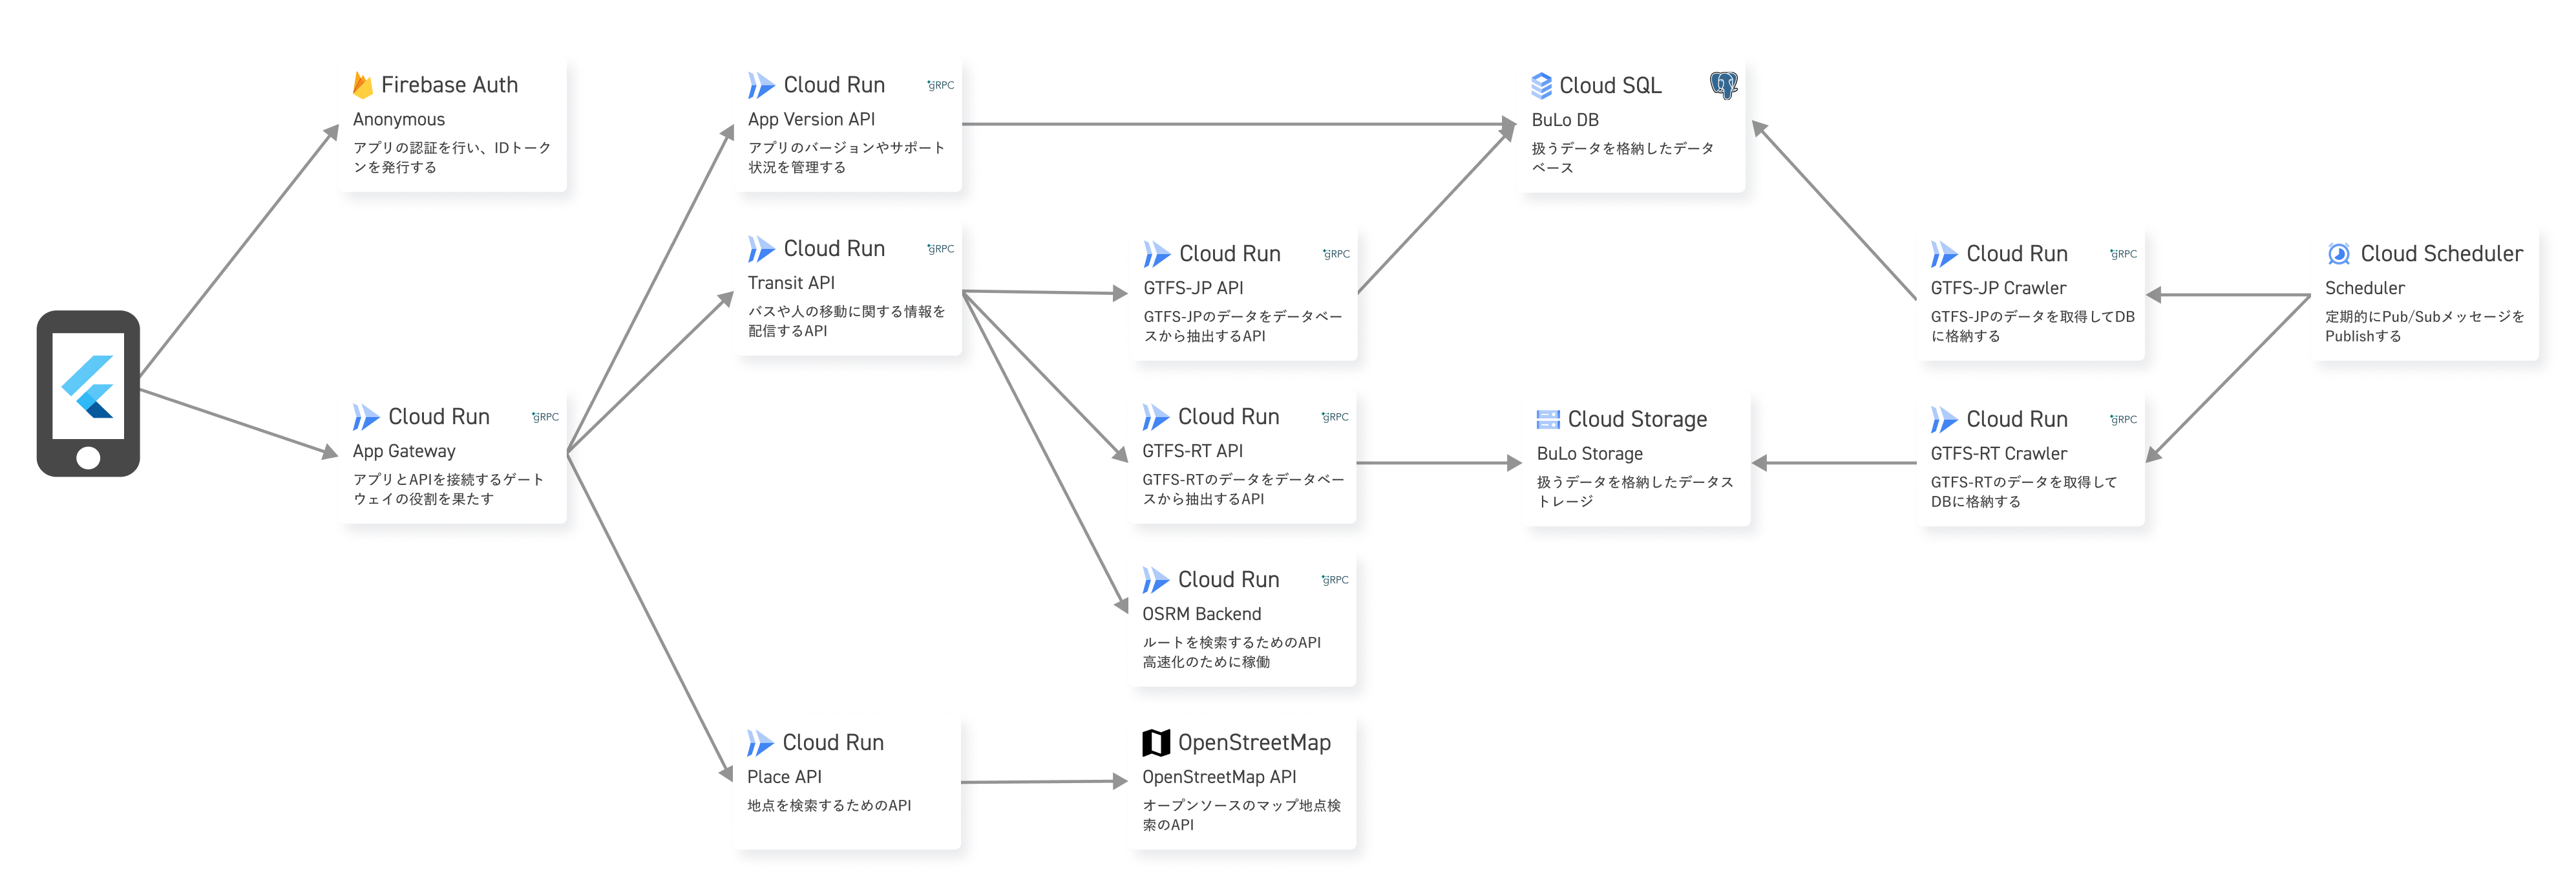 Firebase Auth
Anonymous
アプリの認証を行い、IDトーク
ンを発行する
Cloud Run
gRPC
App Gateway
アプリとAPIを接続するゲート
ウェイの役割を果たす
Cloud Run
gRPC
App Version API
アプリのバージョンやサポート
状況を管理する
Cloud Run
gRPC
Transit API
バスや人の移動に関する情報を
配信するAPI
Cloud Run
Place API
地点を検索するためのAPI
Cloud Run
gRPC
GTFS-JP API
GTFS-JPのデータをデータベー
スから抽出するAPI
Cloud Run
gRPC
GTFS-RT API
GTFS-RTのデータをデータベー
スから抽出するAPI
Cloud Run
gRPC
OSRM Backend
ルートを検索するためのAPI
高速化のために稼働
OpenStreetMap
OpenStreetMap API
オープンソースのマップ地点検
索のAPI
Cloud SQL
BuLo DB
扱うデータを格納したデータ
ベース
Cloud Storage
BuLo Storage
扱うデータを格納したデータス
トレージ
Cloud Run
gRPC
GTFS-JP Crawler
GTFS-JPのデータを取得してDB
に格納する
Cloud Run
gRPC
GTFS-RT Crawler
GTFS-RTのデータを取得して
DBに格納する
Cloud Scheduler
Scheduler
定期的にPub/Subメッセージを
Publishする